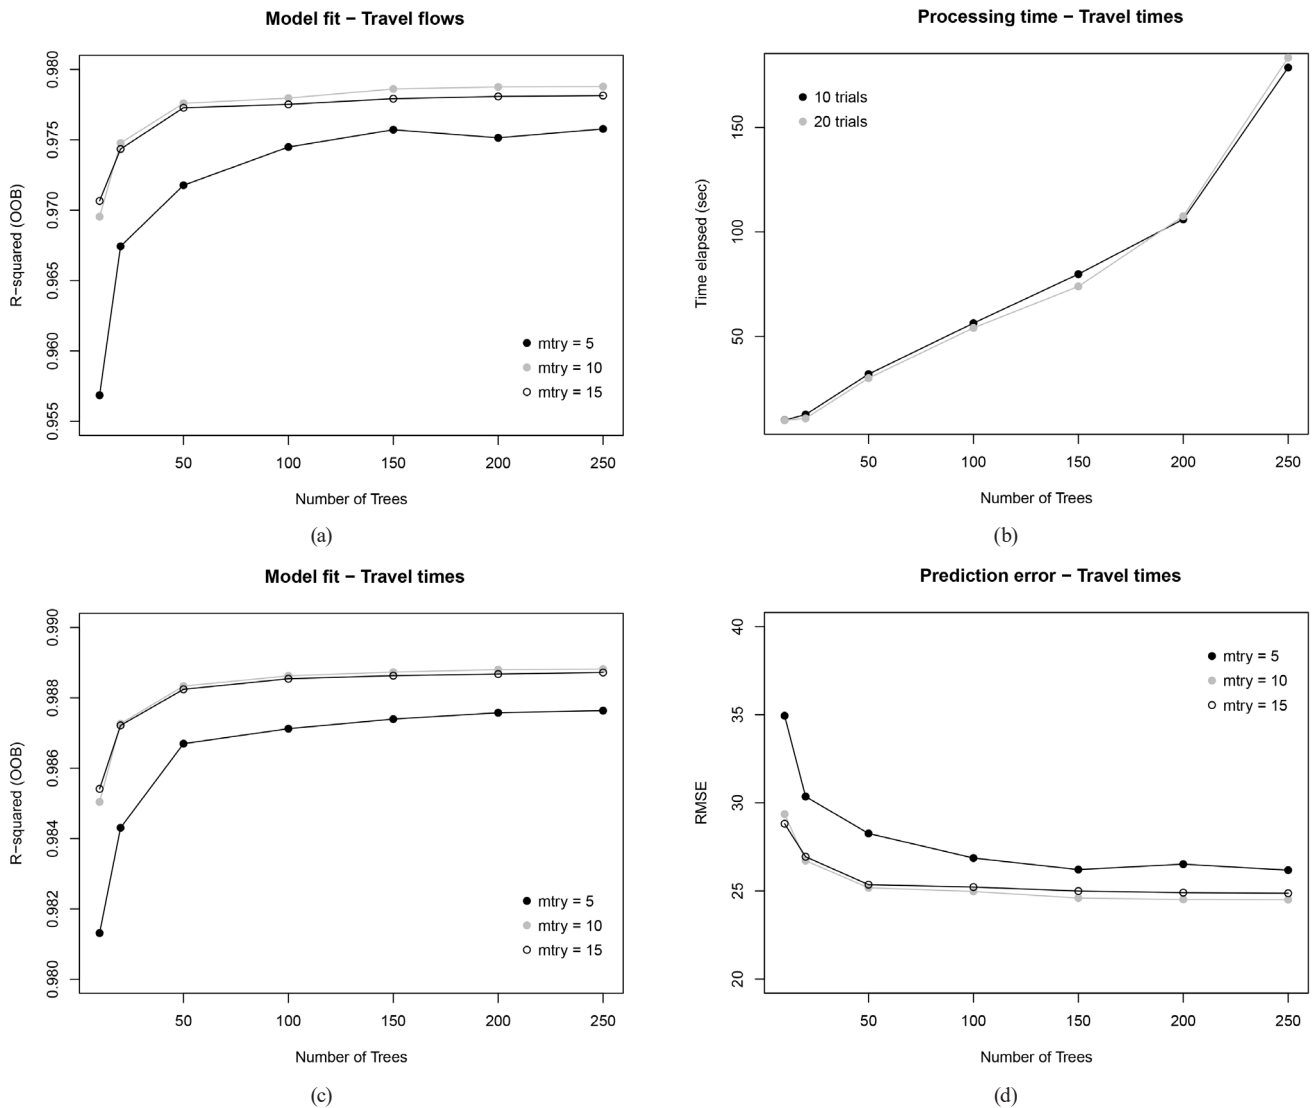 Model fit − Travel flows
R−squared (OOB)
0.980
0.975
0.970
0.965
0.960
0.955
mtry = 5
mtry = 10
mtry = 15
50 100 150 200 250
Number of Trees
(a)
Processing time − Travel times
Time elapsed (sec)
150
100
50
10 trials
20 trials
50 100 150 200 250
Number of Trees
(b)
Model fit − Travel times
R−squared (OOB)
0.990
0.988
0.986
0.984
0.982
0.980
mtry = 5
mtry = 10
mtry = 15
50 100 150 200 250
Number of Trees
(c)
Prediction error − Travel times
RMSE
40
35
30
25
20
mtry = 5
mtry = 10
mtry = 15
50 100 150 200 250
Number of Trees
(d)